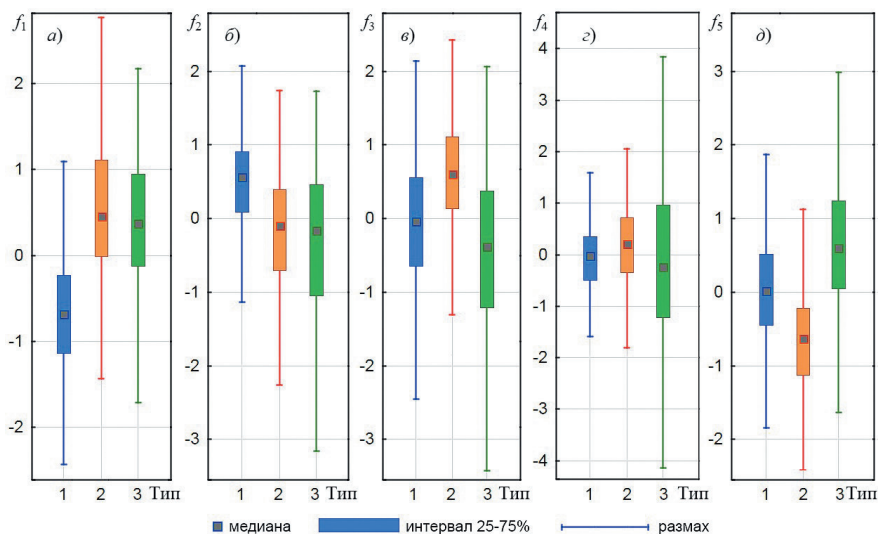 f1 а) f2 б) f3 в) f4 г) f5 д)
2 1 0 -1 -2
2 1 0 -1 -2 -3
2 1 0 -1 -2 -3
4 3 2 1 0 -1 -2 -3 -4
3 2 1 0 -1 -2
1 2 3 Тип 1 2 3 Тип 1 2 3 Тип 1 2 3 Тип 1 2 3 Тип
медиана интервал 25-75% размах